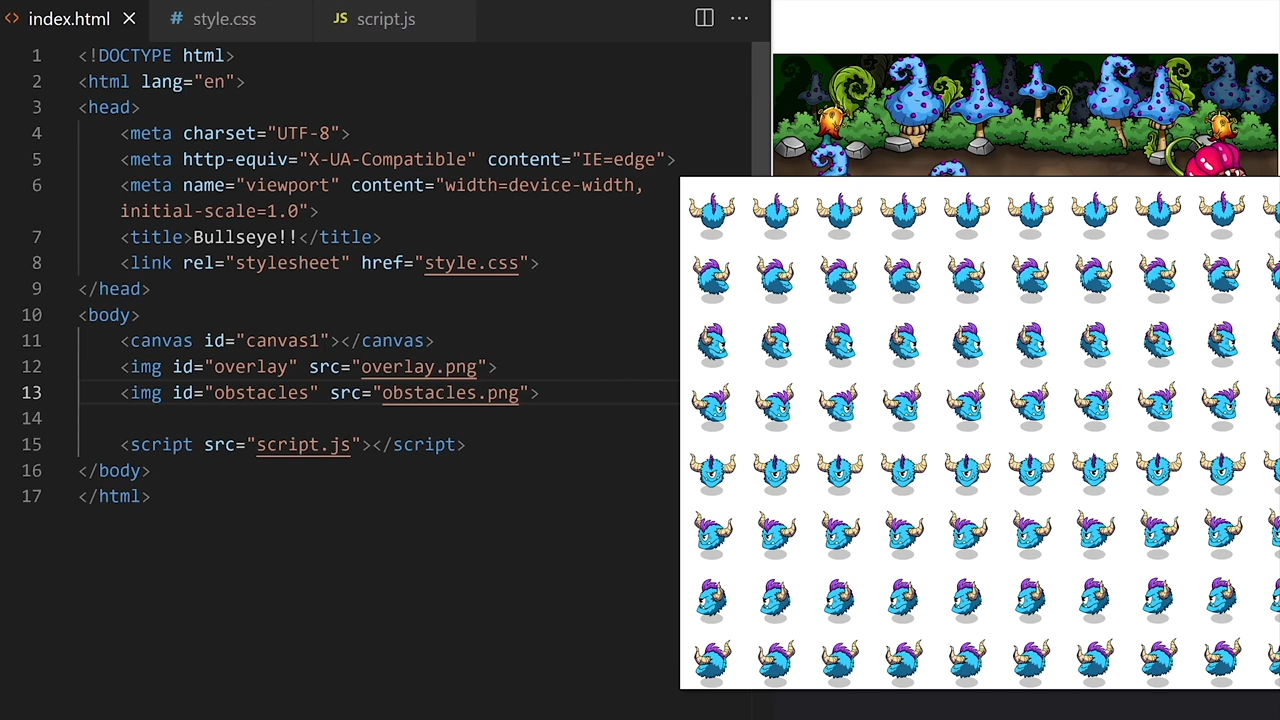 <> index.html × # style.css JS script.js ···
1 <!DOCTYPE html>
2 <html lang="en">
3 <head>
4 <meta charset="UTF-8">
5 <meta http-equiv="X-UA-Compatible" content="IE=edge">
6 <meta name="viewport" content="width=device-width,
initial-scale=1.0">
7 <title>Bullseye!!</title>
8 <link rel="stylesheet" href="style.css">
9 </head>
10 <body>
11 <canvas id="canvas1"></canvas>
12 <img id="overlay" src="overlay.png">
13 <img id="obstacles" src="obstacles.png">
14
15 <script src="script.js"></script>
16 </body>
17 </html>